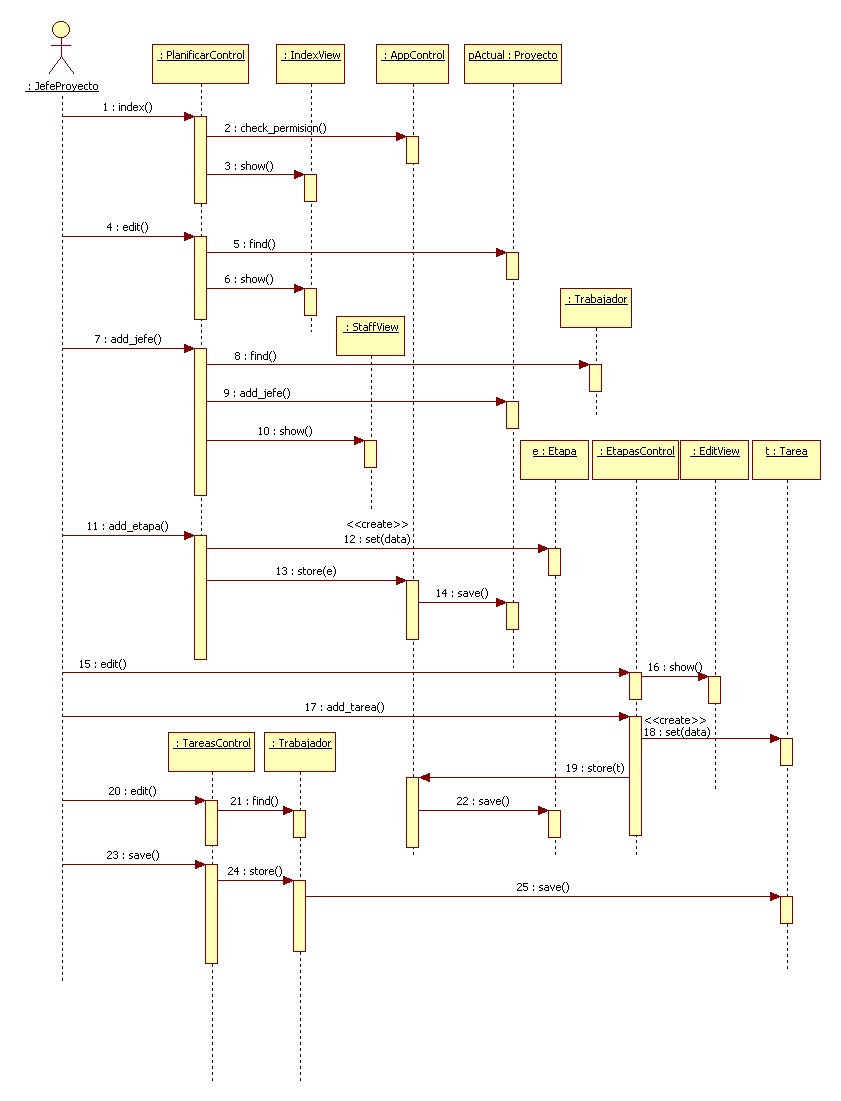 : PlanificarControl
: IndexView
: AppControl
pActual : Proyecto
: JefeProyecto
1 : index()
2 : check_permision()
3 : show()
4 : edit()
5 : find()
6 : show()
: Trabajador
: StaffView
7 : add_jefe()
8 : find()
9 : add_jefe()
10 : show()
e : Etapa
: EtapasControl
: EditView
t : Tarea
11 : add_etapa()
<<create>>
12 : set(data)
13 : store(e)
14 : save()
15 : edit()
16 : show()
17 : add_tarea()
<<create>>
18 : set(data)
: TareasControl
: Trabajador
19 : store(t)
20 : edit()
21 : find()
22 : save()
23 : save()
24 : store()
25 : save()